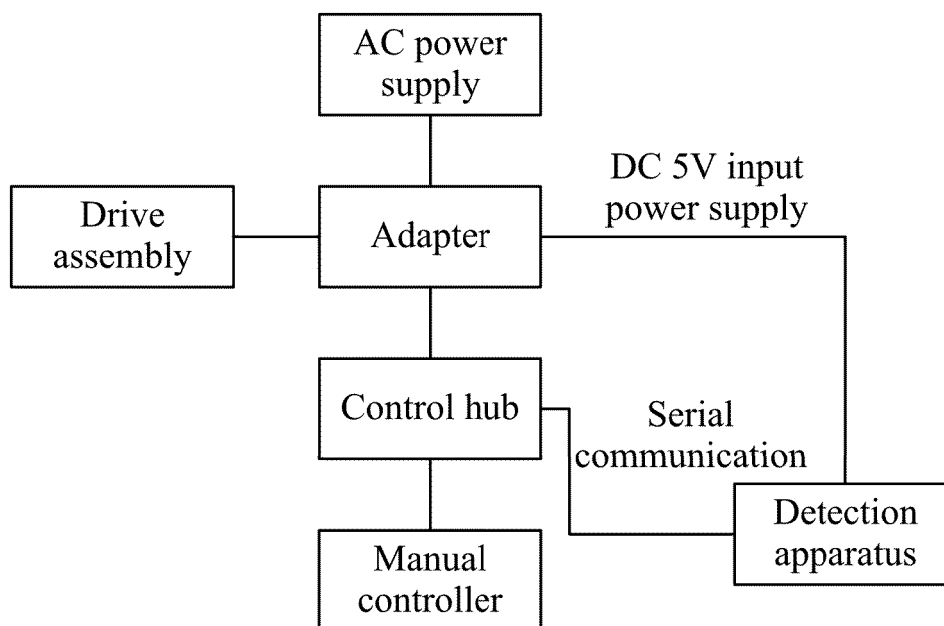 AC power
supply
DC 5V input
power supply
Drive
assembly
Adapter
Control hub
Serial
communication
Detection
apparatus
Manual
controller